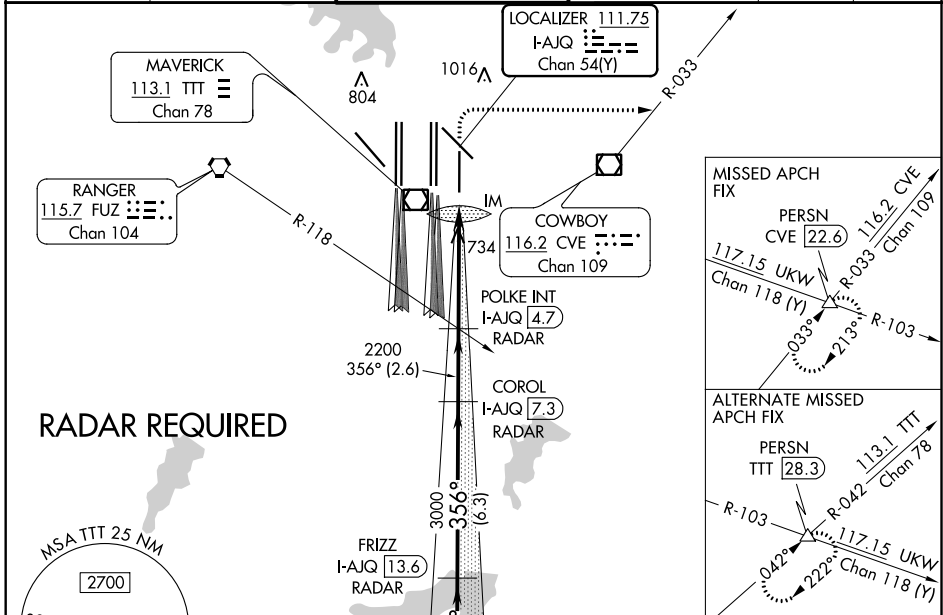 LOCALIZER 111.75
I-AJQ
Chan 54(Y)
MAVERICK
113.1 TTT
Chan 78
804
1016
R-033
RANGER
115.7 FUZ
Chan 104
R-118
IM
734
COWBOY
116.2 CVE
Chan 109
POLKE INT
I-AJQ 4.7
RADAR
2200
356° (2.6)
COROL
I-AJQ 7.3
RADAR
RADAR REQUIRED
3000
356°
(6.3)
FRIZZ
I-AJQ 13.6
RADAR
MSA TTT 25 NM
2700
MISSED APCH
FIX
PERSN
CVE 22.6
116.2 CVE
Chan 109
R-033
117.15 UKW
Chan 118 (Y)
R-103
033°
213°
ALTERNATE MISSED
APCH FIX
PERSN
TTT 28.3
113.1 TTT
Chan 78
R-042
R-103
117.15 UKW
Chan 118 (Y)
042°
222°